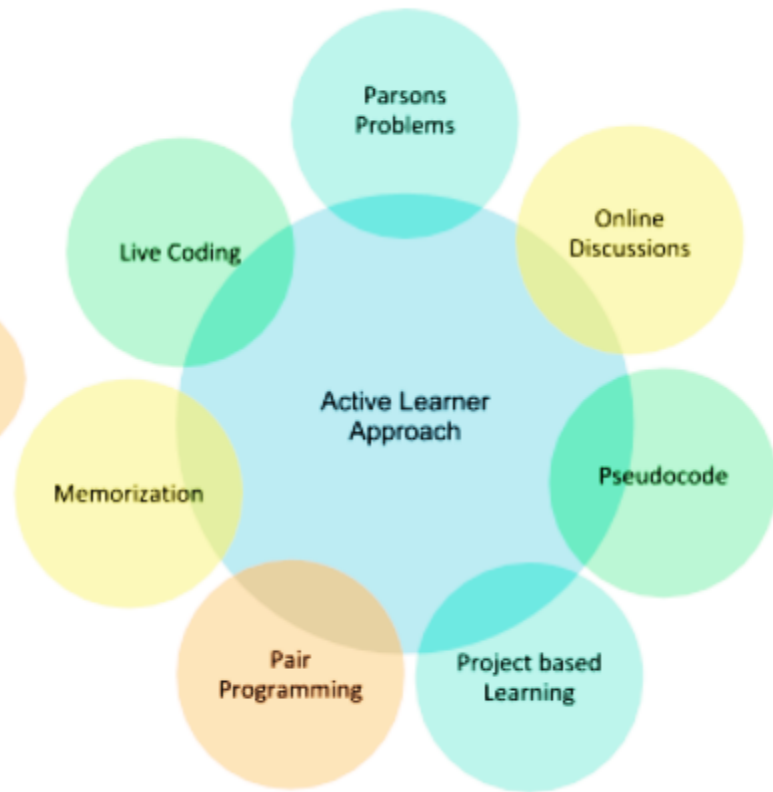 Parsons
Problems
Online
Discussions
Live Coding
Active Learner
Approach
Pseudocode
Memorization
Pair
Programming
Project based
Learning